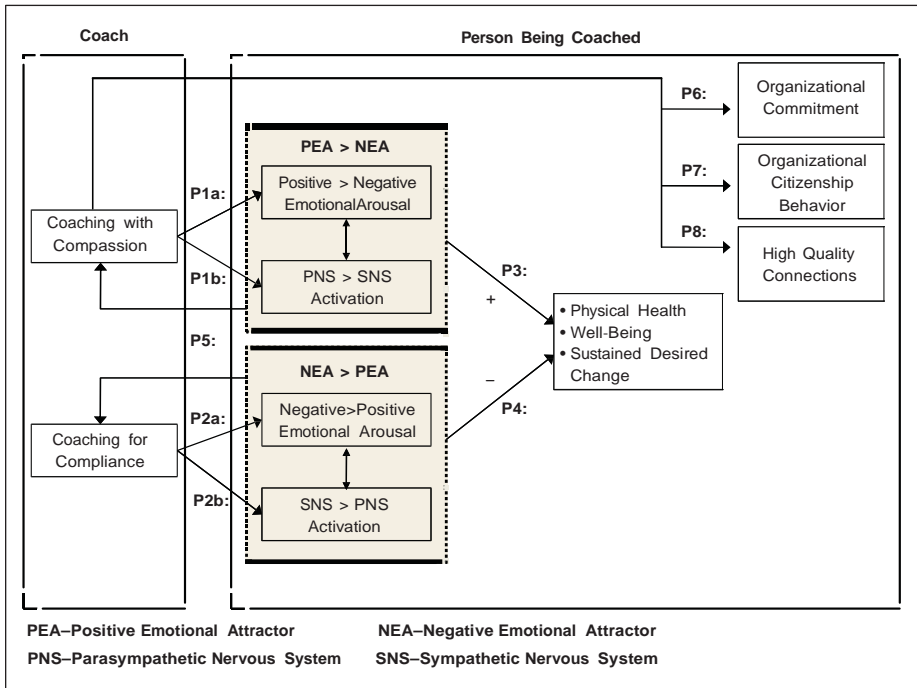 Coach
Person Being Coached
P6:
Organizational
Commitment
PEA > NEA
P1a:
Positive > Negative
EmotionalArousal
P7:
Organizational
Citizenship
Behavior
Coaching with
Compassion
P8:
High Quality
Connections
P1b:
PNS > SNS
Activation
P3:
+
• Physical Health
• Well-Being
• Sustained Desired
Change
P5:
NEA > PEA
–
P4:
P2a:
Negative>Positive
Emotional Arousal
Coaching for
Compliance
P2b:
SNS > PNS
Activation
PEA–Positive Emotional Attractor
NEA–Negative Emotional Attractor
PNS–Parasympathetic Nervous System
SNS–Sympathetic Nervous System